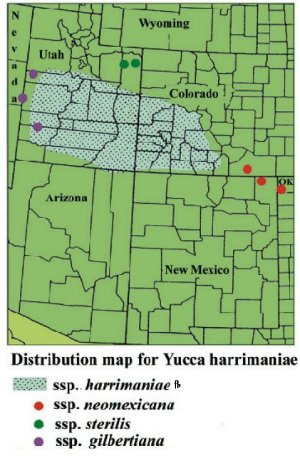 Nevada
Wyoming
Utah
Colorado
OK
Arizona
New Mexico
Distribution map for Yucca harrimaniae
ssp. harrimaniae
ssp. neomexicana
ssp. sterilis
ssp. gilbertiana